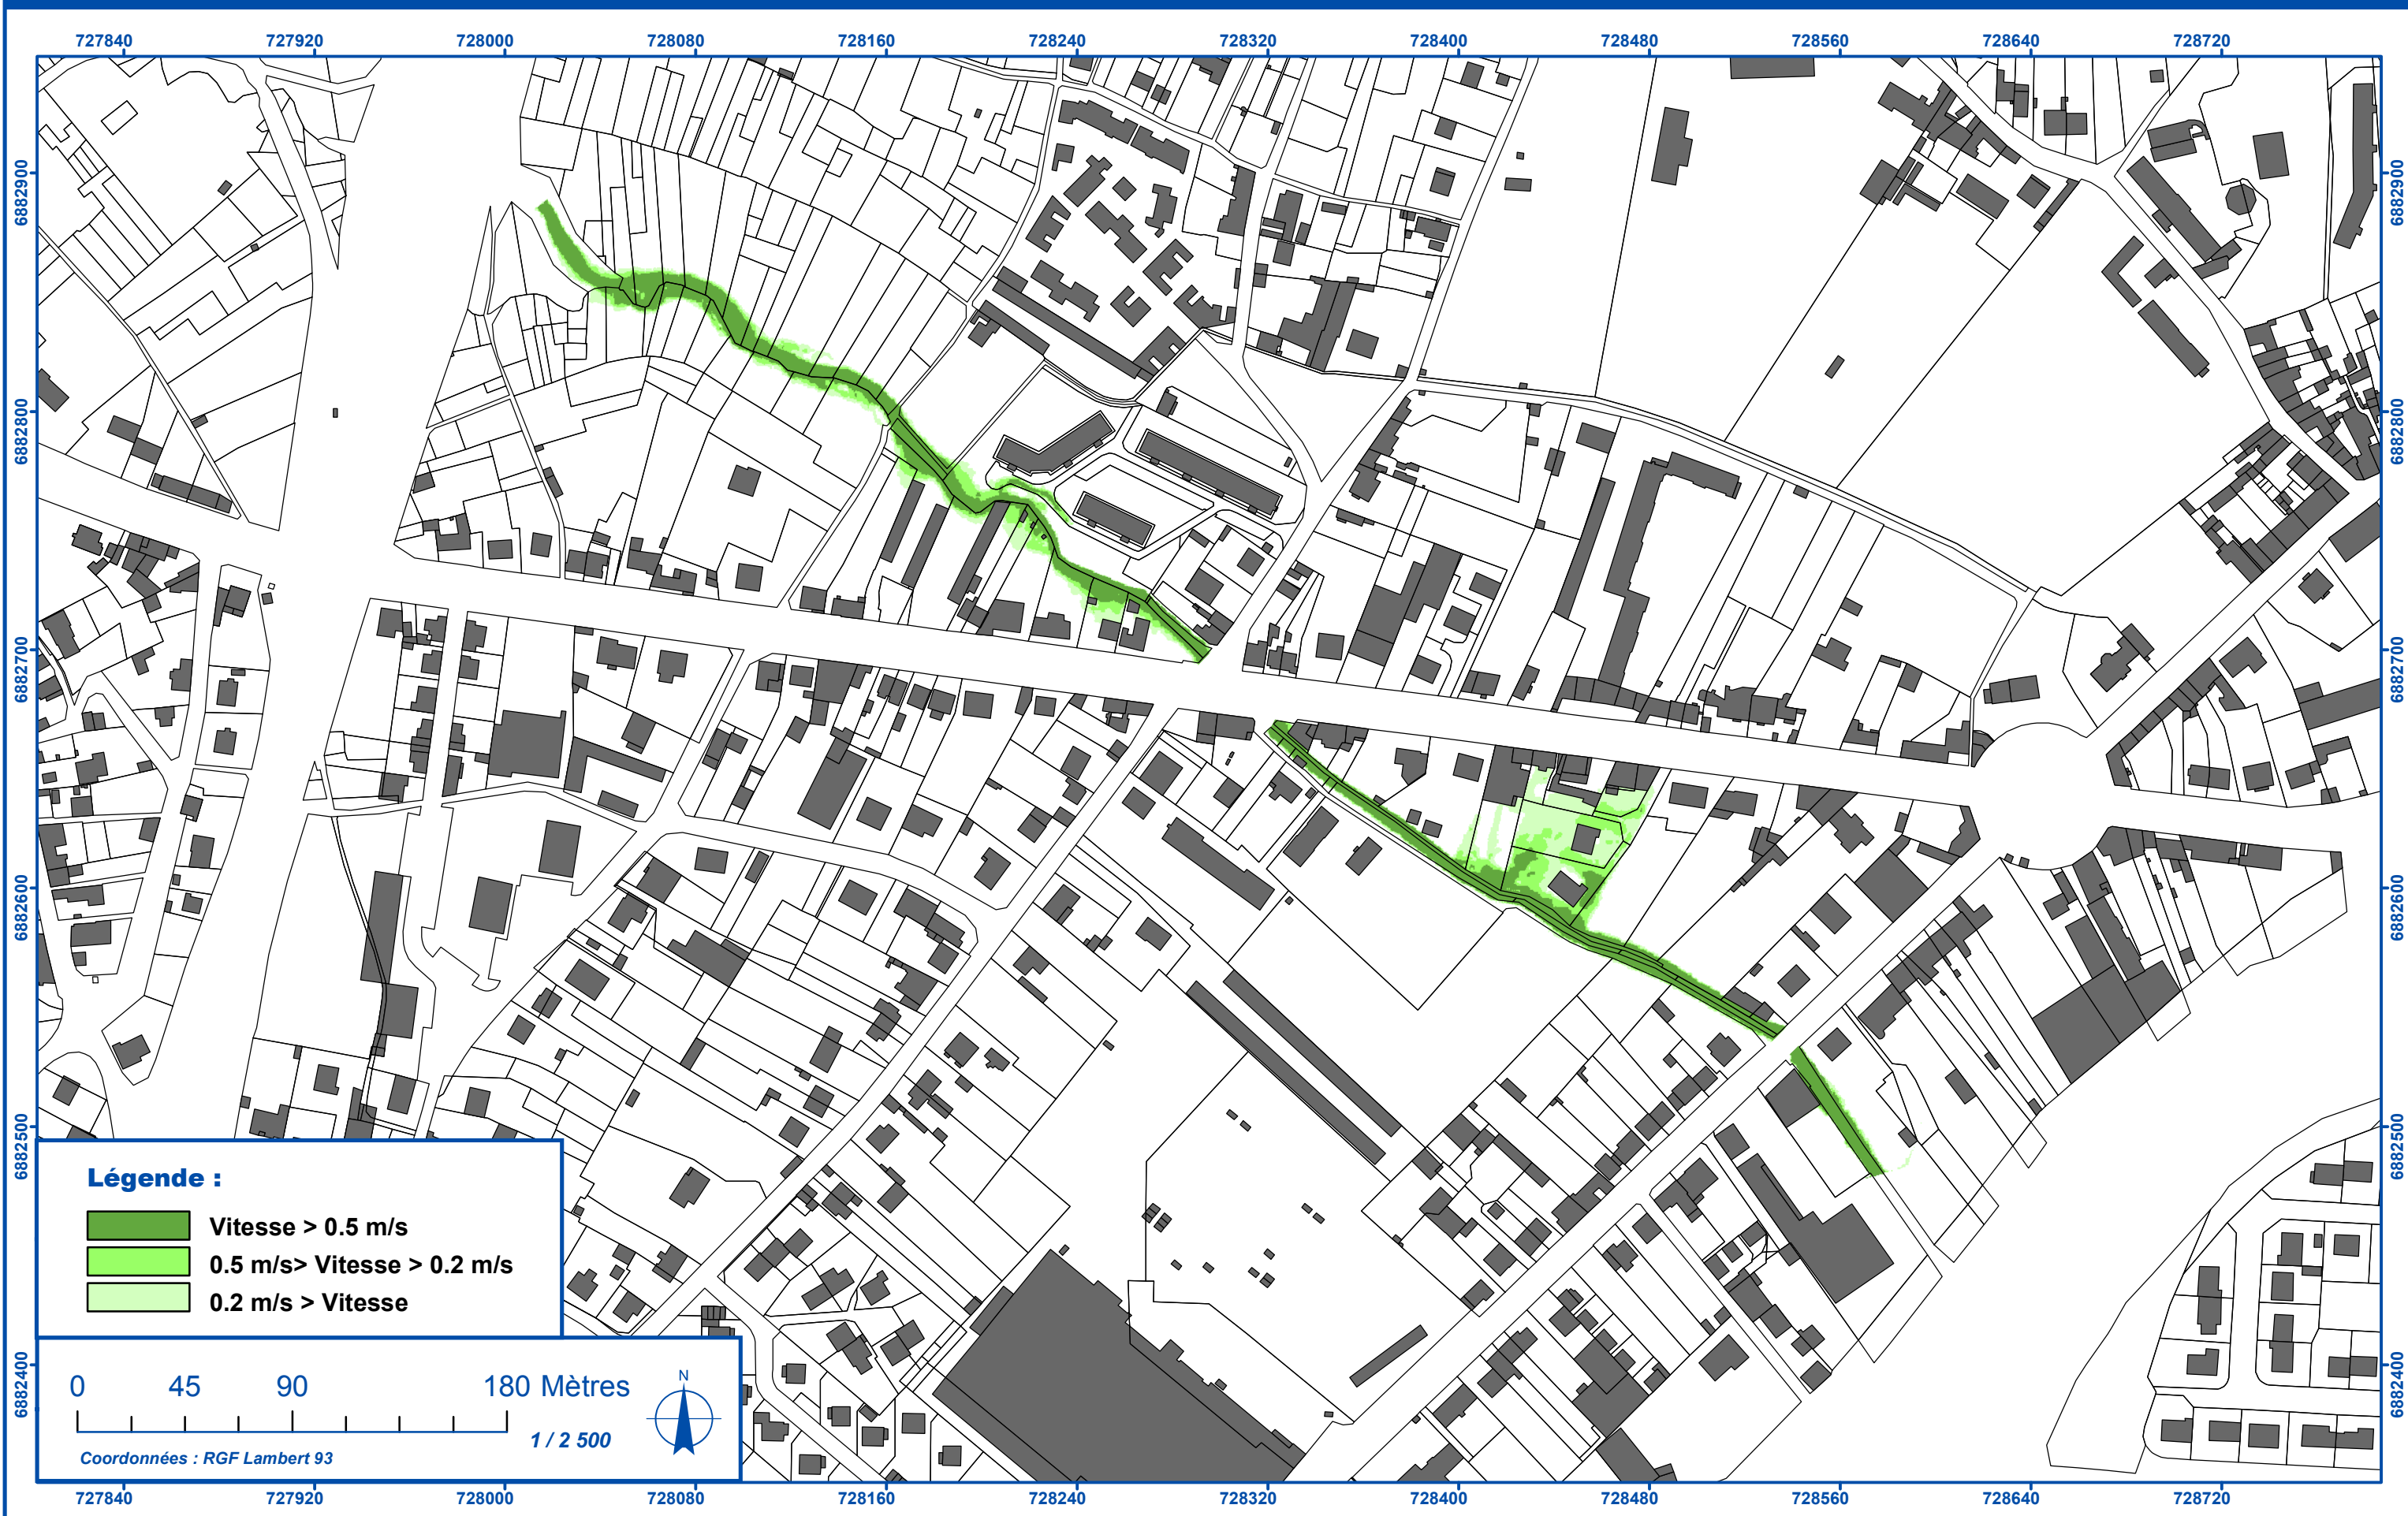 727840 727920 728000 728080 728160 728240 728320 728400 728480 728560 728640 728720
6882900 6882900
6882800 6882800
6882700 6882700
6882600 6882600
6882500 6882500
6882400 6882400
Légende :
Vitesse > 0.5 m/s
0.5 m/s> Vitesse > 0.2 m/s
0.2 m/s > Vitesse
0 45 90 180 Mètres
N
1 / 2 500
Coordonnées : RGF Lambert 93
727840 727920 728000 728080 728160 728240 728320 728400 728480 728560 728640 728720